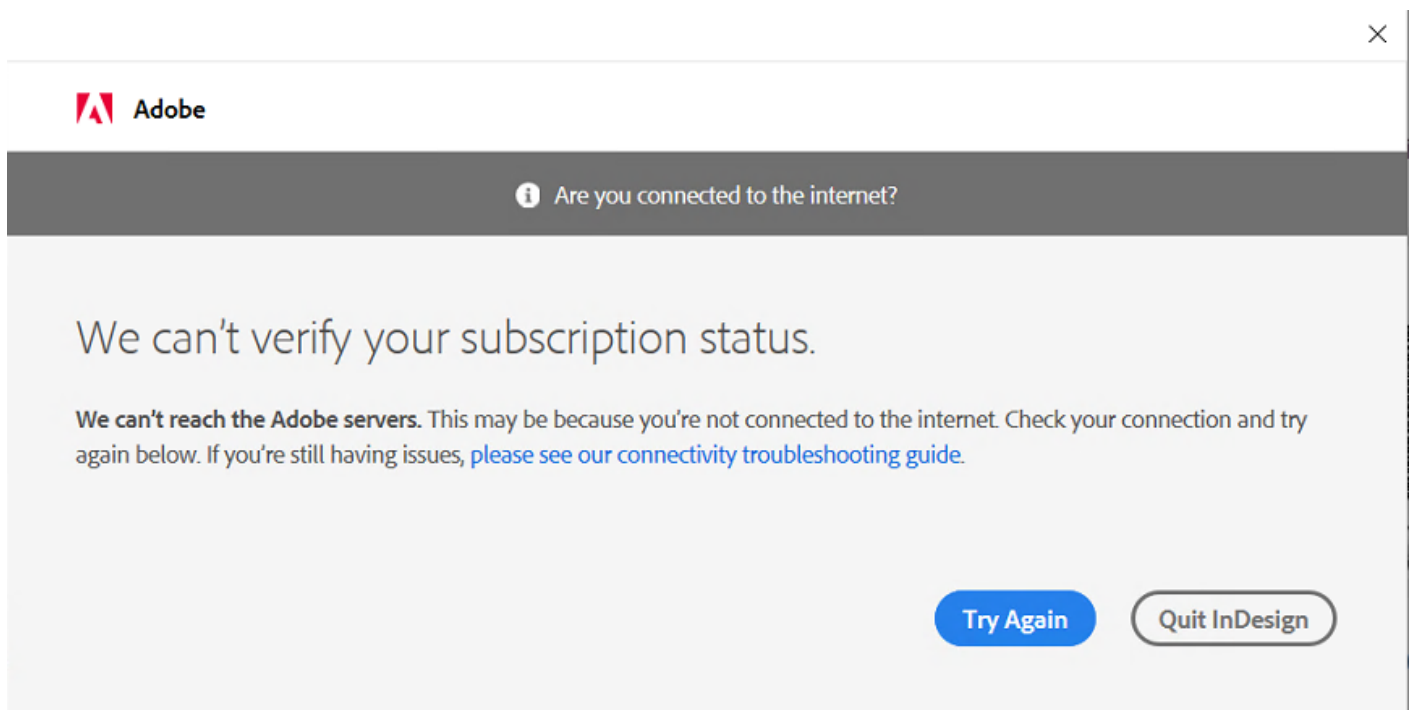 Adobe
Are you connected to the internet?
We can't verify your subscription status.
We can't reach the Adobe servers. This may be because you're not connected to the internet. Check your connection and try
again below. If you're still having issues, please see our connectivity troubleshooting guide.
Try Again
Quit InDesign